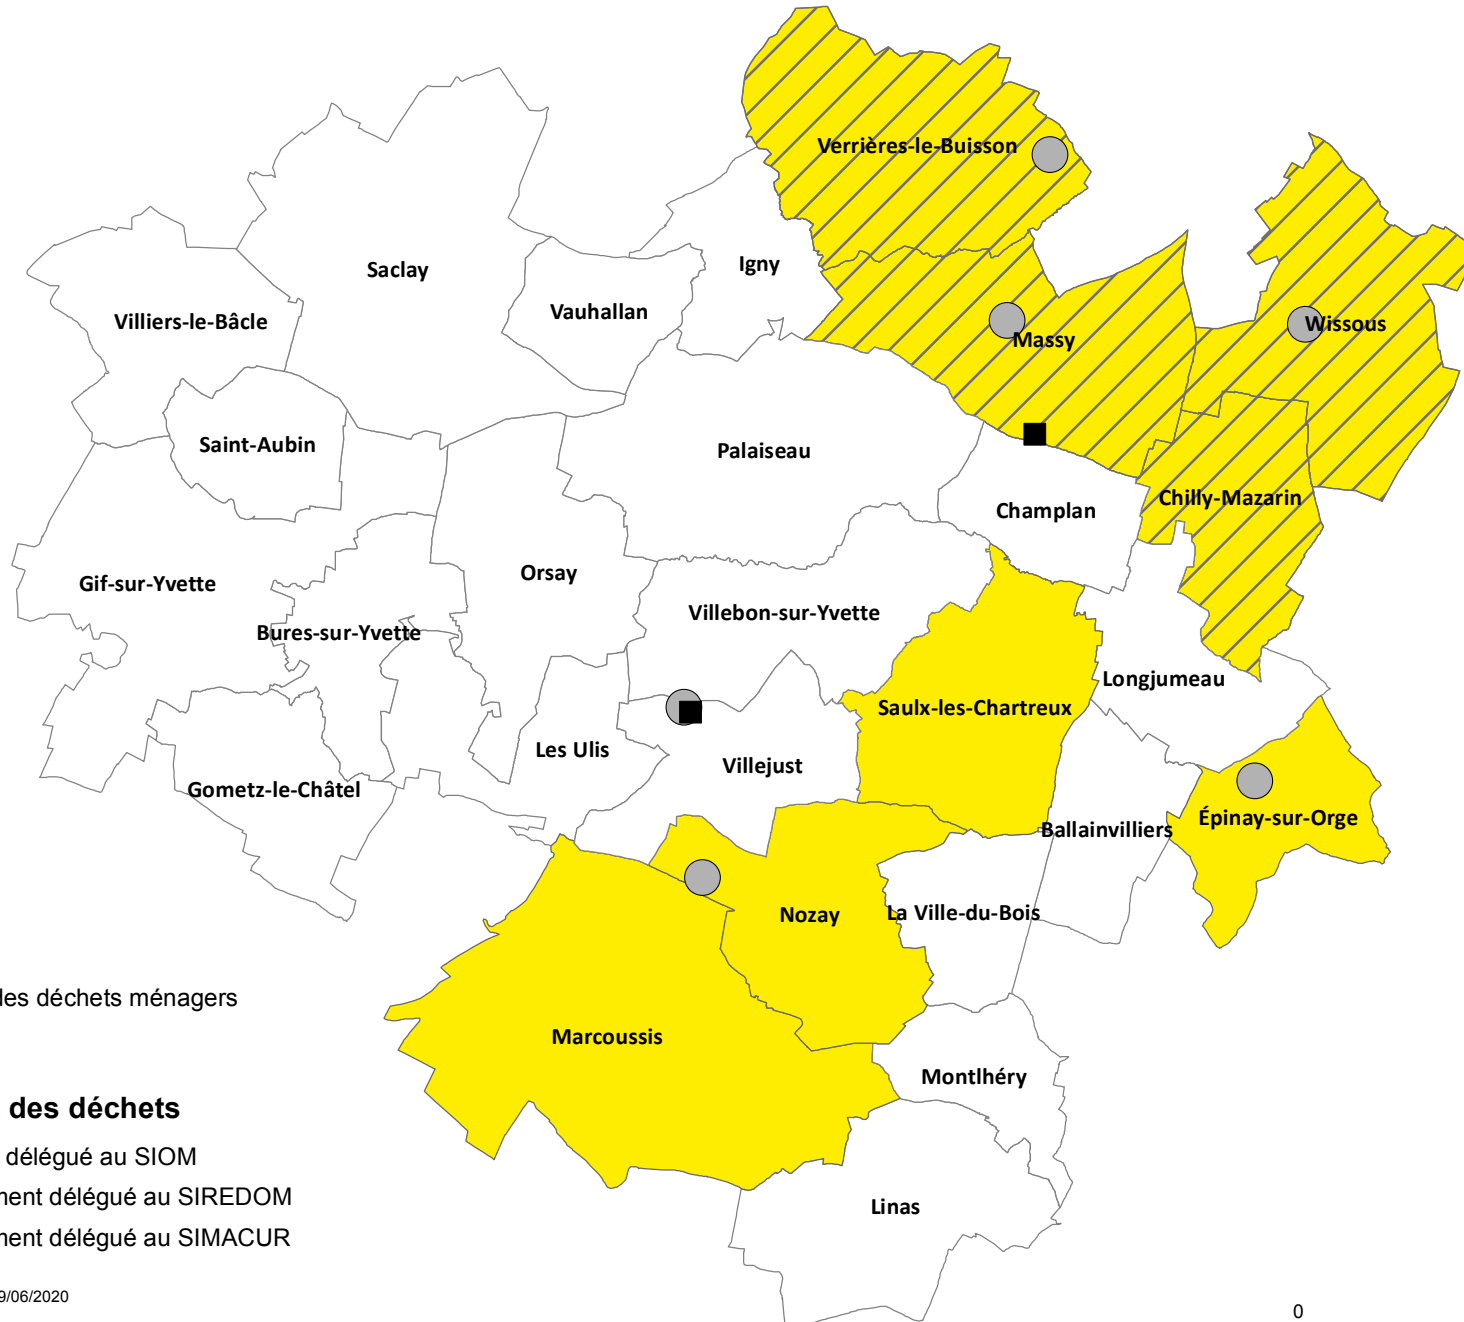 Verrières-le-Buisson
Igny
Saclay
Vauhallan
Villiers-le-Bâcle
Wissous
Massy
Saint-Aubin
Palaiseau
Chilly-Mazarin
Champlan
Orsay
Gif-sur-Yvette
Villebon-sur-Yvette
Bures-sur-Yvette
Longjumeau
Saulx-les-Chartreux
Les Ulis
Villejust
Gometz-le-Châtel
Épinay-sur-Orge
Ballainvilliers
Nozay
La Ville-du-Bois
des déchets ménagers
Marcoussis
Montlhéry
des déchets
délégué au SIOM
ment délégué au SIREDOM
Linas
ment délégué au SIMACUR
9/06/2020
0